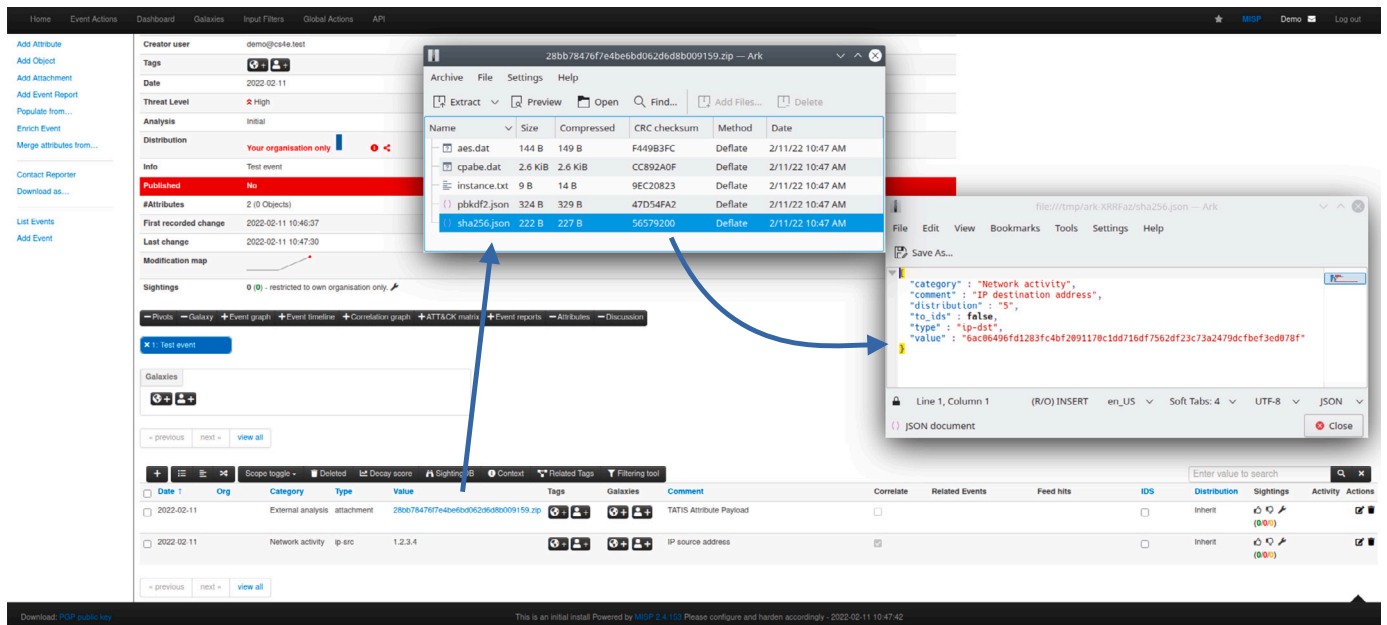 Home Event Actions Dashboard Galaxies Input Filters Global Actions API MISP Demo Log out
Add Attribute
Add Object
Add Attachment
Add Event Report
Populate from...
Enrich Event
Merge attributes from...
Contact Reporter
Download as...
List Events
Add Event
Creator user demo@cs4e.test
Tags
Date 2022-02-11
Threat Level High
Analysis Initial
Distribution Your organisation only
Info Test event
Published No
#Attributes 2 (0 Objects)
First recorded change 2022-02-11 10:46:37
Last change 2022-02-11 10:47:30
Modification map
Sightings 0 (0) - restricted to own organisation only.
28bb78476f7e4be6bd062d6d8b009159.zip — Ark
Archive File Settings Help
Extract Preview Open Find... Add Files... Delete
Name Size Compressed CRC checksum Method Date
aes.dat 144 B 149 B F449B3FC Deflate 2/11/22 10:47 AM
cpabe.dat 2.6 KiB 2.6 KiB CC892A0F Deflate 2/11/22 10:47 AM
instance.txt 9 B 14 B 9EC20823 Deflate 2/11/22 10:47 AM
pbkdf2.json 324 B 329 B 47D54FA2 Deflate 2/11/22 10:47 AM
sha256.json 222 B 227 B 56579200 Deflate 2/11/22 10:47 AM
file:///tmp/ark-XRRFaz/sha256.json — Ark
File Edit View Bookmarks Tools Settings Help
Save As...
{
"category" : "Network activity",
"comment" : "IP destination address",
"distribution" : "5",
"to_ids" : false,
"type" : "ip-dst",
"value" : "6ac06496fd1283fc4bf2091170c1dd716df7562df23c73a2479dcfbef3ed078f"
}
Line 1, Column 1 (R/O) INSERT en_US Soft Tabs: 4 UTF-8 JSON
JSON document Close
Pivots Galaxy Event graph Event timeline Correlation graph ATT&CK matrix Event reports Attributes Discussion
1: Test event
Galaxies
« previous next » view all
Scope toggle Deleted Decay score SightingDB Context Related Tags Filtering tool Enter value to search
Date ↑ Org Category Type Value Tags Galaxies Comment Correlate Related Events Feed hits IDS Distribution Sightings Activity Actions
2022-02-11 External analysis attachment 28bb78476f7e4be6bd062d6d8b009159.zip TATIS Attribute Payload Inherit
(0/0/0)
2022-02-11 Network activity ip-src 1.2.3.4 IP source address Inherit
(0/0/0)
« previous next » view all
Download: PGP public key This is an initial install Powered by MISP 2.4.153 Please configure and harden accordingly - 2022-02-11 10:47:42